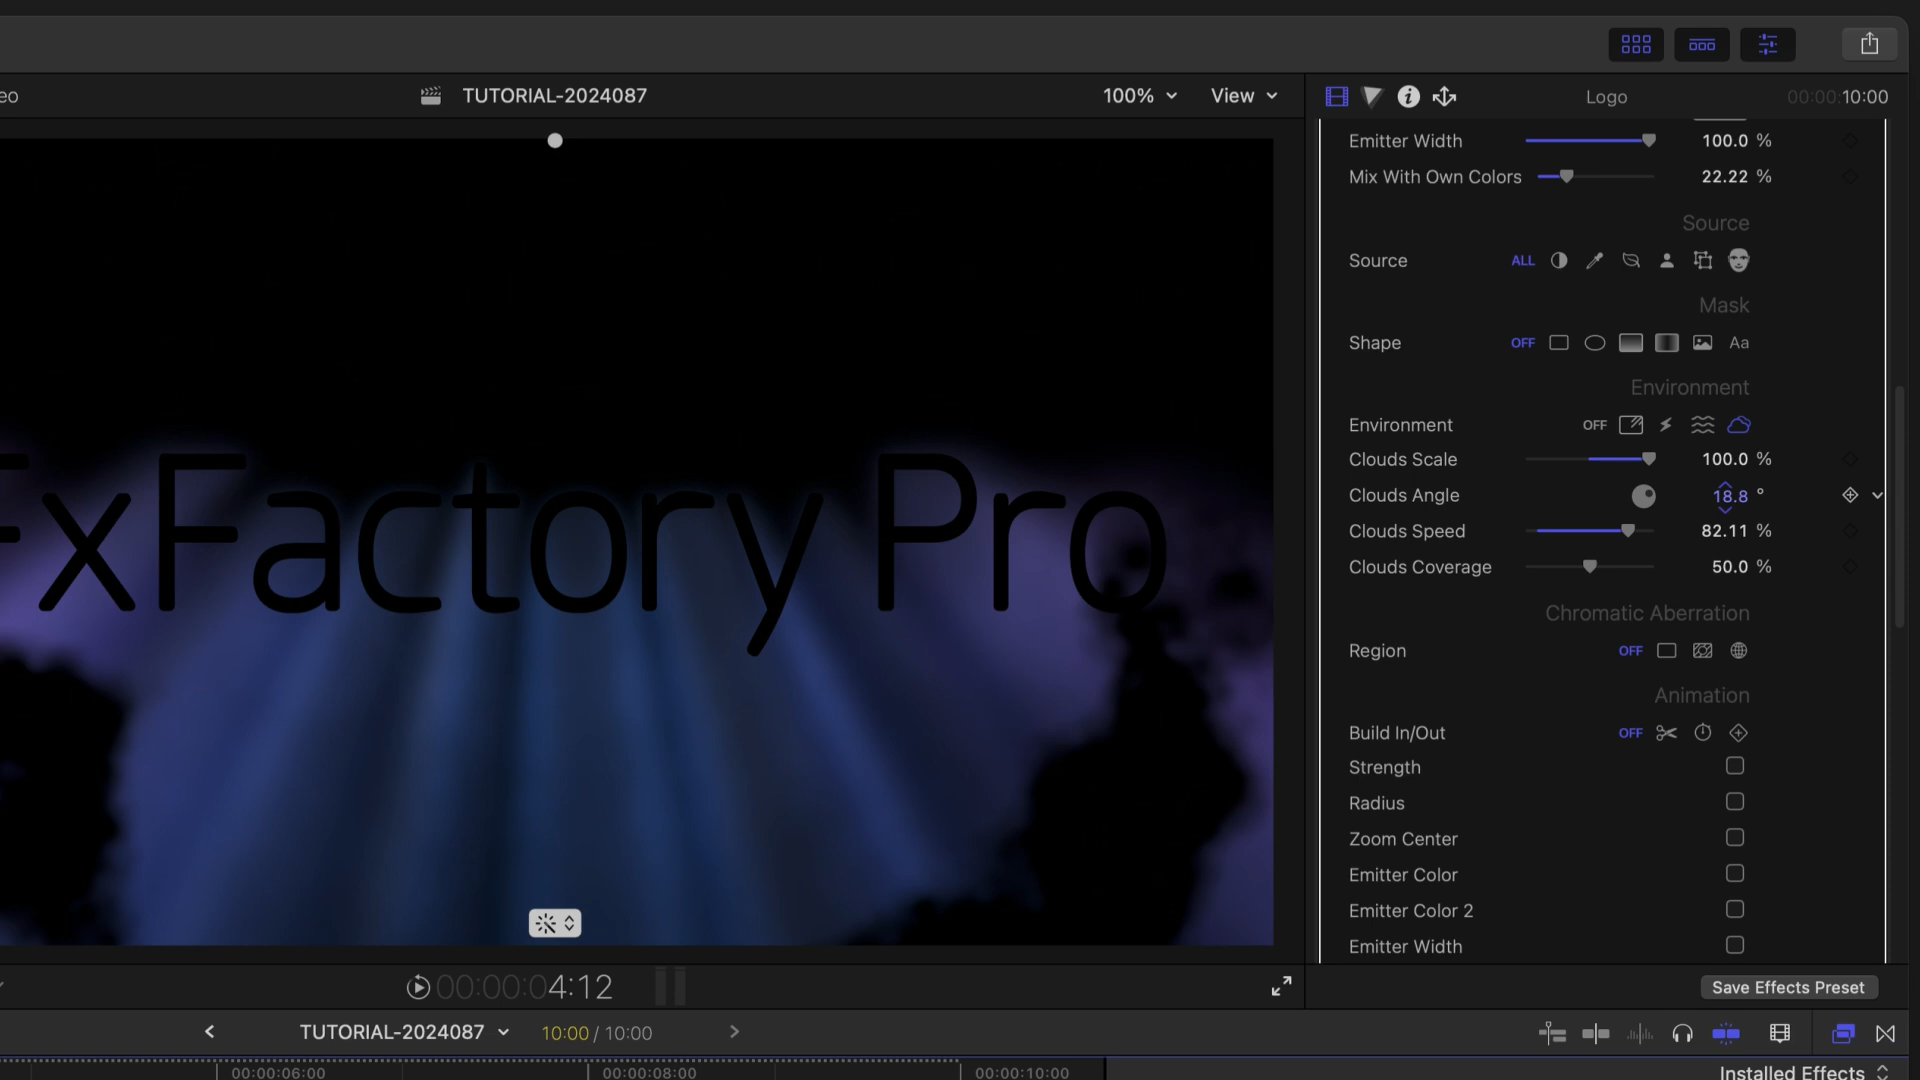 eo
TUTORIAL-2024087
100%
View
Logo
00:00:10:00
Emitter Width
100.0 %
Mix With Own Colors
22.22 %
Source
Source
ALL
Mask
Shape
OFF
Aa
Environment
Environment
OFF
Clouds Scale
100.0 %
Clouds Angle
18.8 °
Clouds Speed
82.11 %
Clouds Coverage
50.0 %
Chromatic Aberration
Region
OFF
Animation
Build In/Out
OFF
Strength
Radius
Zoom Center
Emitter Color
Emitter Color 2
Emitter Width
FxFactory Pro
00:00:04:12
Save Effects Preset
TUTORIAL-2024087
10:00 / 10:00
00:00:06:00
00:00:08:00
00:00:10:00
Installed Effects